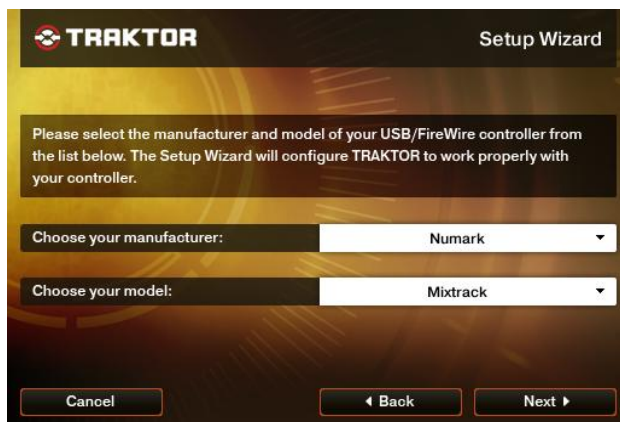 TRAKTOR
Setup Wizard
Please select the manufacturer and model of your USB/FireWire controller from
the list below. The Setup Wizard will configure TRAKTOR to work properly with
your controller.
Choose your manufacturer:
Numark
Choose your model:
Mixtrack
Cancel
Back
Next